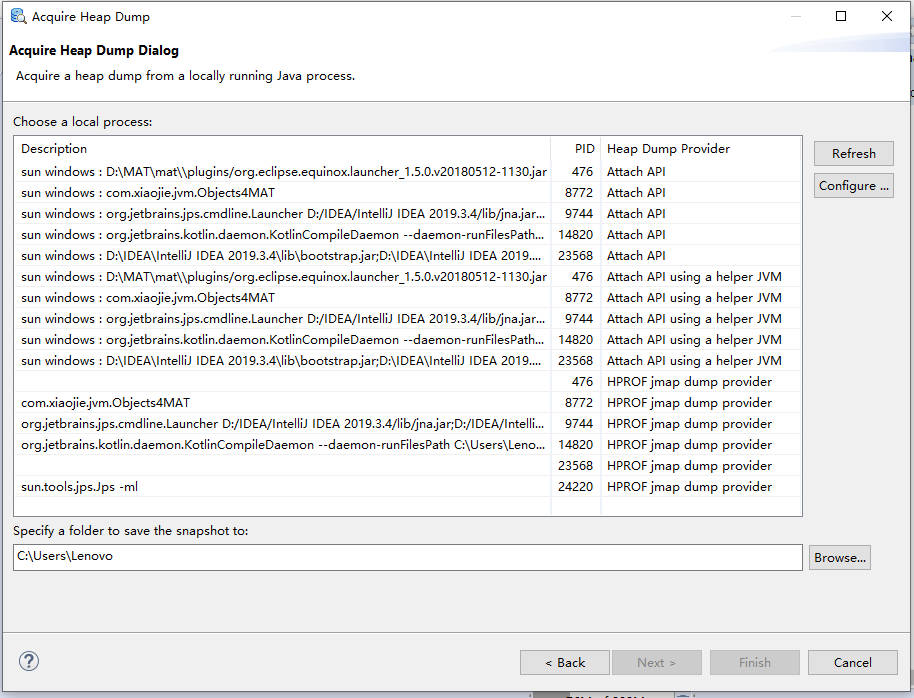 Acquire Heap Dump
Acquire Heap Dump Dialog
Acquire a heap dump from a locally running Java process.
Choose a local process:
Description PID Heap Dump Provider
sun windows : D:\MAT\mat\\plugins/org.eclipse.equinox.launcher_1.5.0.v20180512-1130.jar 476 Attach API
sun windows : com.xiaojie.jvm.Objects4MAT 8772 Attach API
sun windows : org.jetbrains.jps.cmdline.Launcher D:/IDEA/IntelliJ IDEA 2019.3.4/lib/jna.jar... 9744 Attach API
sun windows : org.jetbrains.kotlin.daemon.KotlinCompileDaemon --daemon-runFilesPath... 14820 Attach API
sun windows : D:\IDEA\IntelliJ IDEA 2019.3.4\lib\bootstrap.jar;D:\IDEA\IntelliJ IDEA 2019.... 23568 Attach API
sun windows : D:\MAT\mat\\plugins/org.eclipse.equinox.launcher_1.5.0.v20180512-1130.jar 476 Attach API using a helper JVM
sun windows : com.xiaojie.jvm.Objects4MAT 8772 Attach API using a helper JVM
sun windows : org.jetbrains.jps.cmdline.Launcher D:/IDEA/IntelliJ IDEA 2019.3.4/lib/jna.jar... 9744 Attach API using a helper JVM
sun windows : org.jetbrains.kotlin.daemon.KotlinCompileDaemon --daemon-runFilesPath... 14820 Attach API using a helper JVM
sun windows : D:\IDEA\IntelliJ IDEA 2019.3.4\lib\bootstrap.jar;D:\IDEA\IntelliJ IDEA 2019.... 23568 Attach API using a helper JVM
476 HPROF jmap dump provider
com.xiaojie.jvm.Objects4MAT 8772 HPROF jmap dump provider
org.jetbrains.jps.cmdline.Launcher D:/IDEA/IntelliJ IDEA 2019.3.4/lib/jna.jar;D:/IDEA/Intelli... 9744 HPROF jmap dump provider
org.jetbrains.kotlin.daemon.KotlinCompileDaemon --daemon-runFilesPath C:\Users\Leno... 14820 HPROF jmap dump provider
23568 HPROF jmap dump provider
sun.tools.jps.Jps -ml 24220 HPROF jmap dump provider
Refresh
Configure ...
Specify a folder to save the snapshot to:
C:\Users\Lenovo
Browse...
?
< Back
Next >
Finish
Cancel